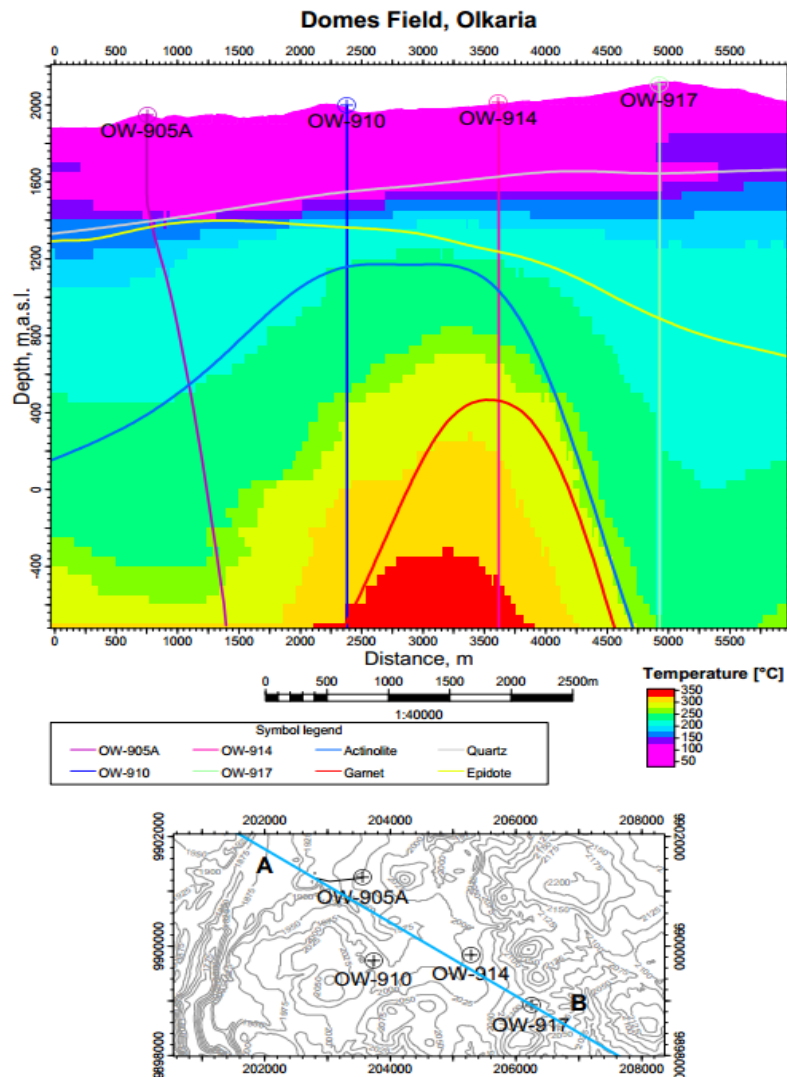 Domes Field, Olkaria
0 500 1000 1500 2000 2500 3000 3500 4000 4500 5000 5500
OW-905A
OW-910
OW-914
OW-917
Depth, m.a.s.l.
2000
1600
1200
800
400
0
-400
0 500 1000 1500 2000 2500 3000 3500 4000 4500 5000 5500
Distance, m
0 500 1000 1500 2000 2500m
1:40000
Temperature [°C]
350
300
250
200
150
100
50
Symbol legend
OW-905A OW-914 Actinolite Quartz
OW-910 OW-917 Garnet Epidote
202000 204000 206000 208000
9902000
9900000
9898000
A
OW-905A
OW-910
OW-914
B
OW-917
9902000
9900000
9898000
202000 204000 206000 208000